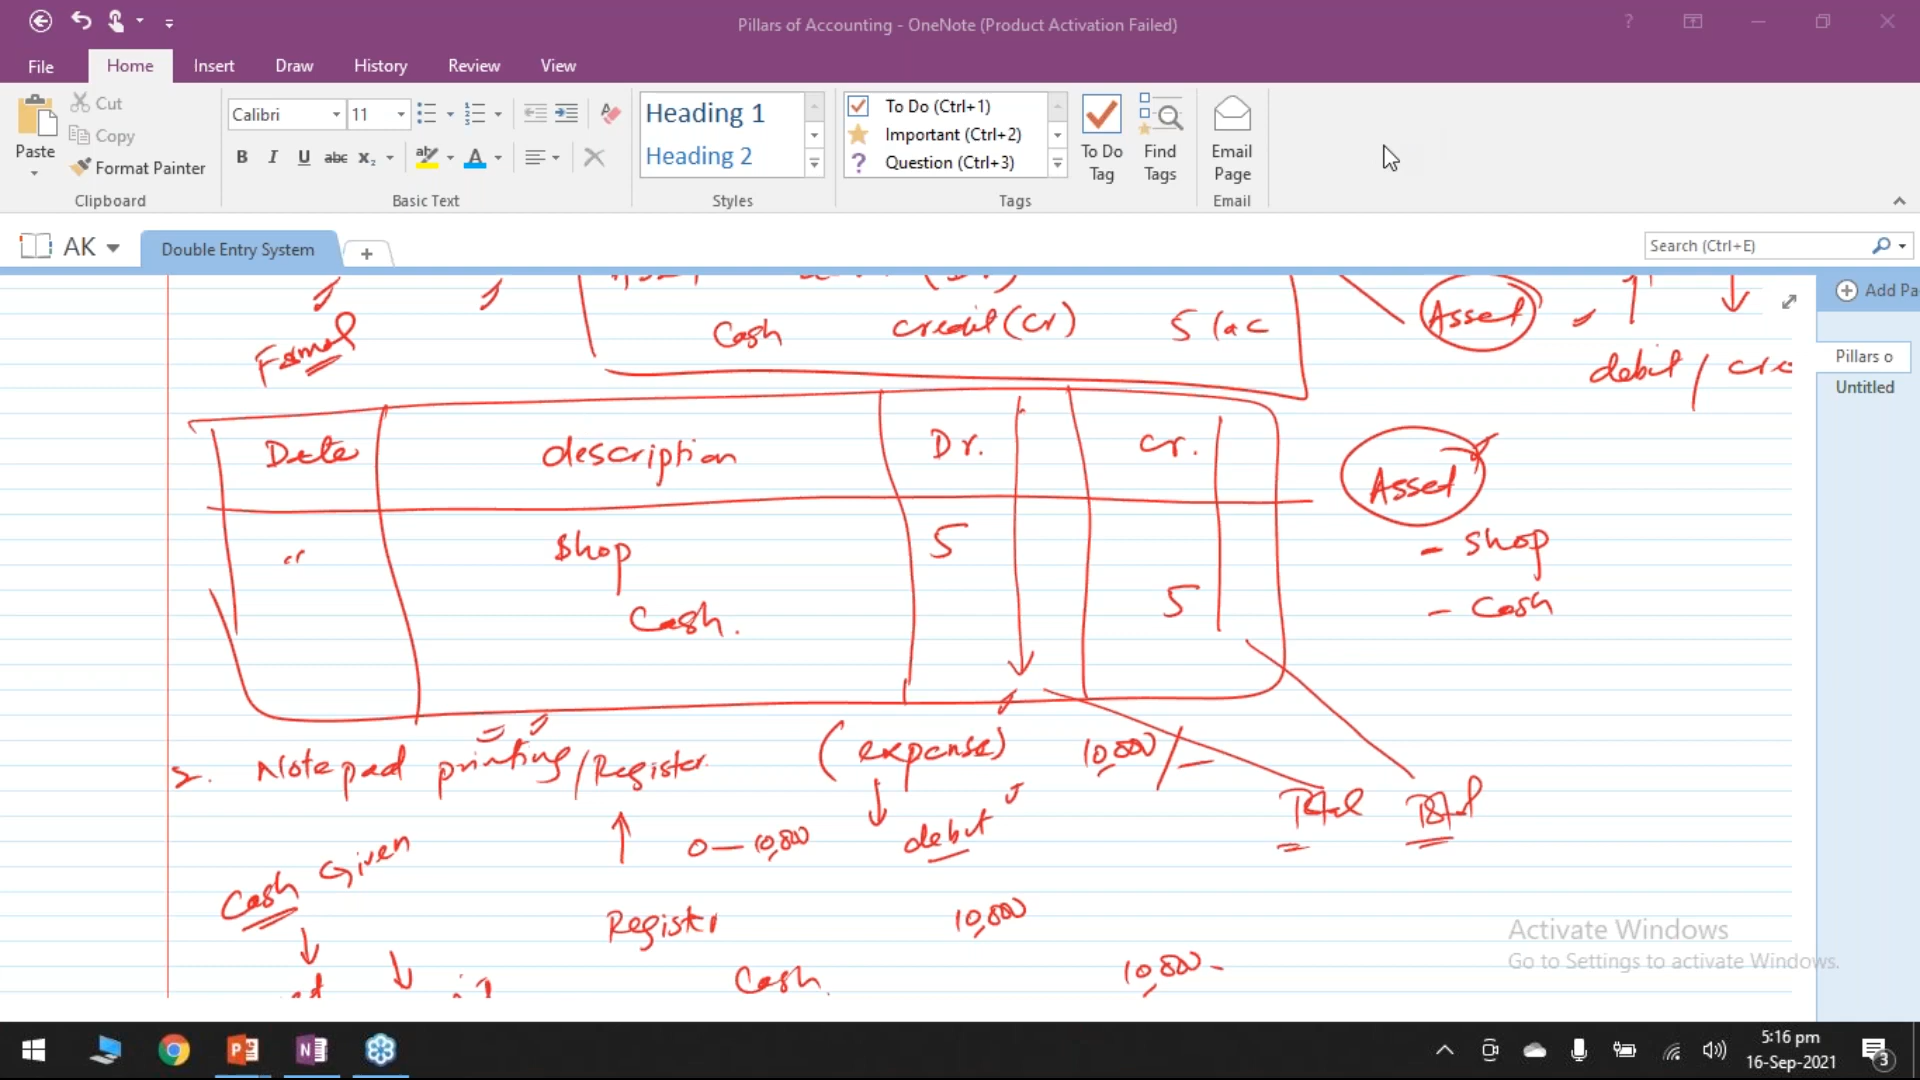 Pillars of Accounting - OneNote (Product Activation Failed)
File Home Insert Draw History Review View
Paste
Cut
Copy
Format Painter
Clipboard
Calibri 11
B I U abc x₂ A
Basic Text
Heading 1
Heading 2
Styles
To Do (Ctrl+1)
Important (Ctrl+2)
Question (Ctrl+3)
Tags
To Do Tag
Find Tags
Email Page
Email
AK
Double Entry System
Search (Ctrl+E)
Add Pa
Pillars o
Untitled
Cash credit (Cr) 5 lac
Asset
debit /
Date description Dr. Cr.
" Shop 5
Cash. 5
Asset
- Shop
- Cash
2. Notepad printing/Register. (expense) 10,000/-
debit
Total Total
0 — 10,000
Cash Given
Register 10,000
Cash 10,000 -
Activate Windows
Go to Settings to activate Windows.
5:16 pm
16-Sep-2021
3